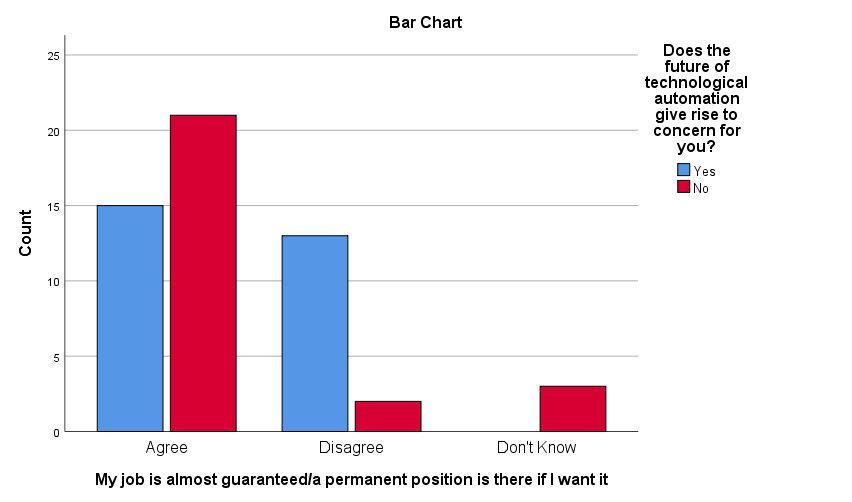 Bar Chart
25
20
15
10
5
0
Count
Agree
Disagree
Don't Know
My job is almost guaranteed/a permanent position is there if I want it
Does the
future of
technological
automation
give rise to
concern for
you?
Yes
No